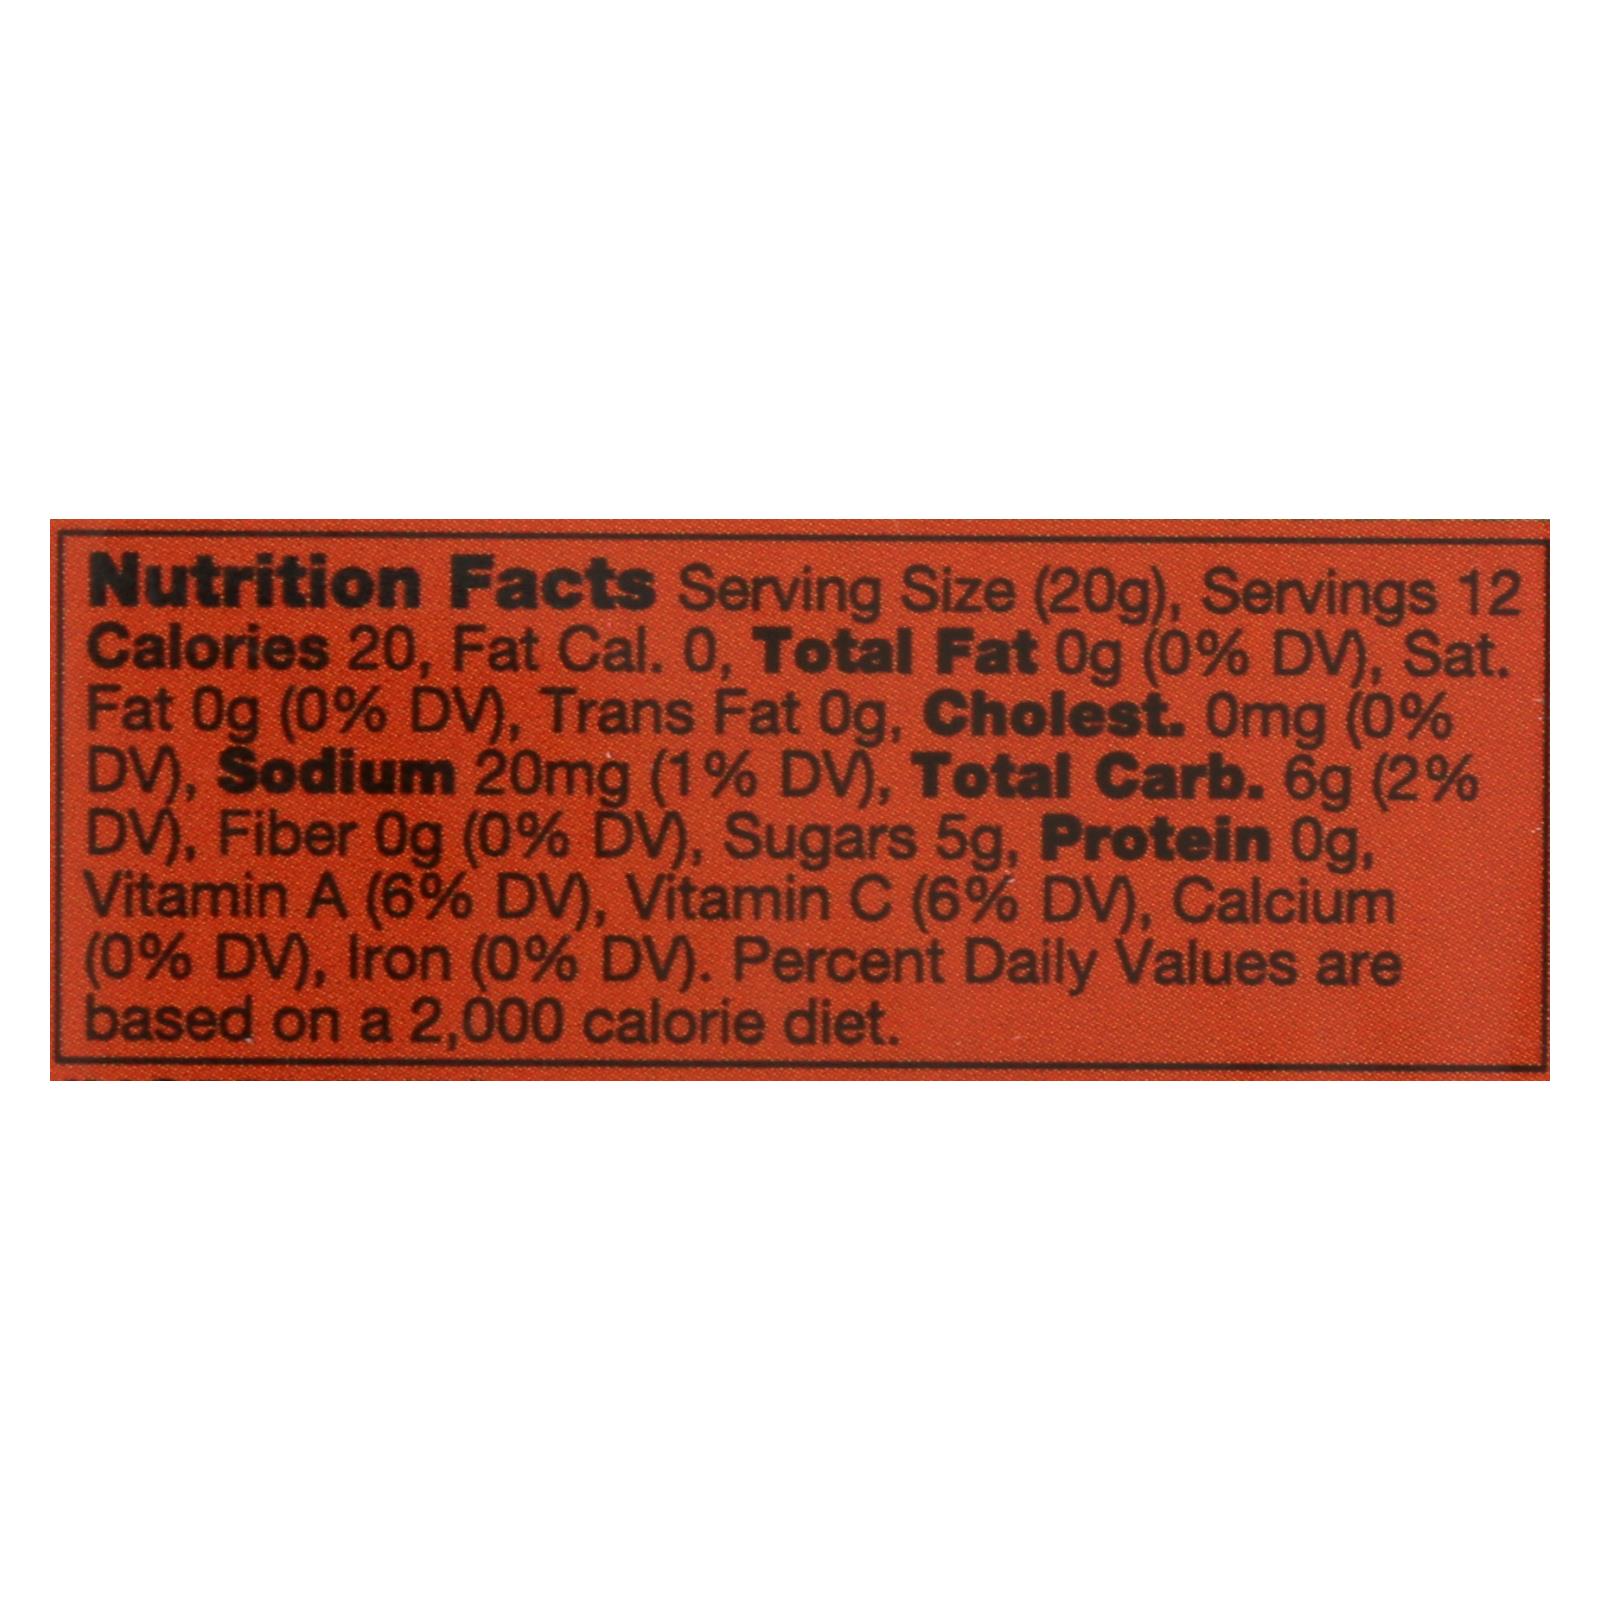 Nutrition Facts Serving Size (20g), Servings 12
Calories 20, Fat Cal. 0, Total Fat 0g (0% DV), Sat.
Fat 0g (0% DV), Trans Fat 0g, Cholest. 0mg (0%
DV), Sodium 20mg (1% DV), Total Carb. 6g (2%
DV), Fiber 0g (0% DV), Sugars 5g, Protein 0g,
Vitamin A (6% DV), Vitamin C (6% DV), Calcium
(0% DV), Iron (0% DV). Percent Daily Values are
based on a 2,000 calorie diet.